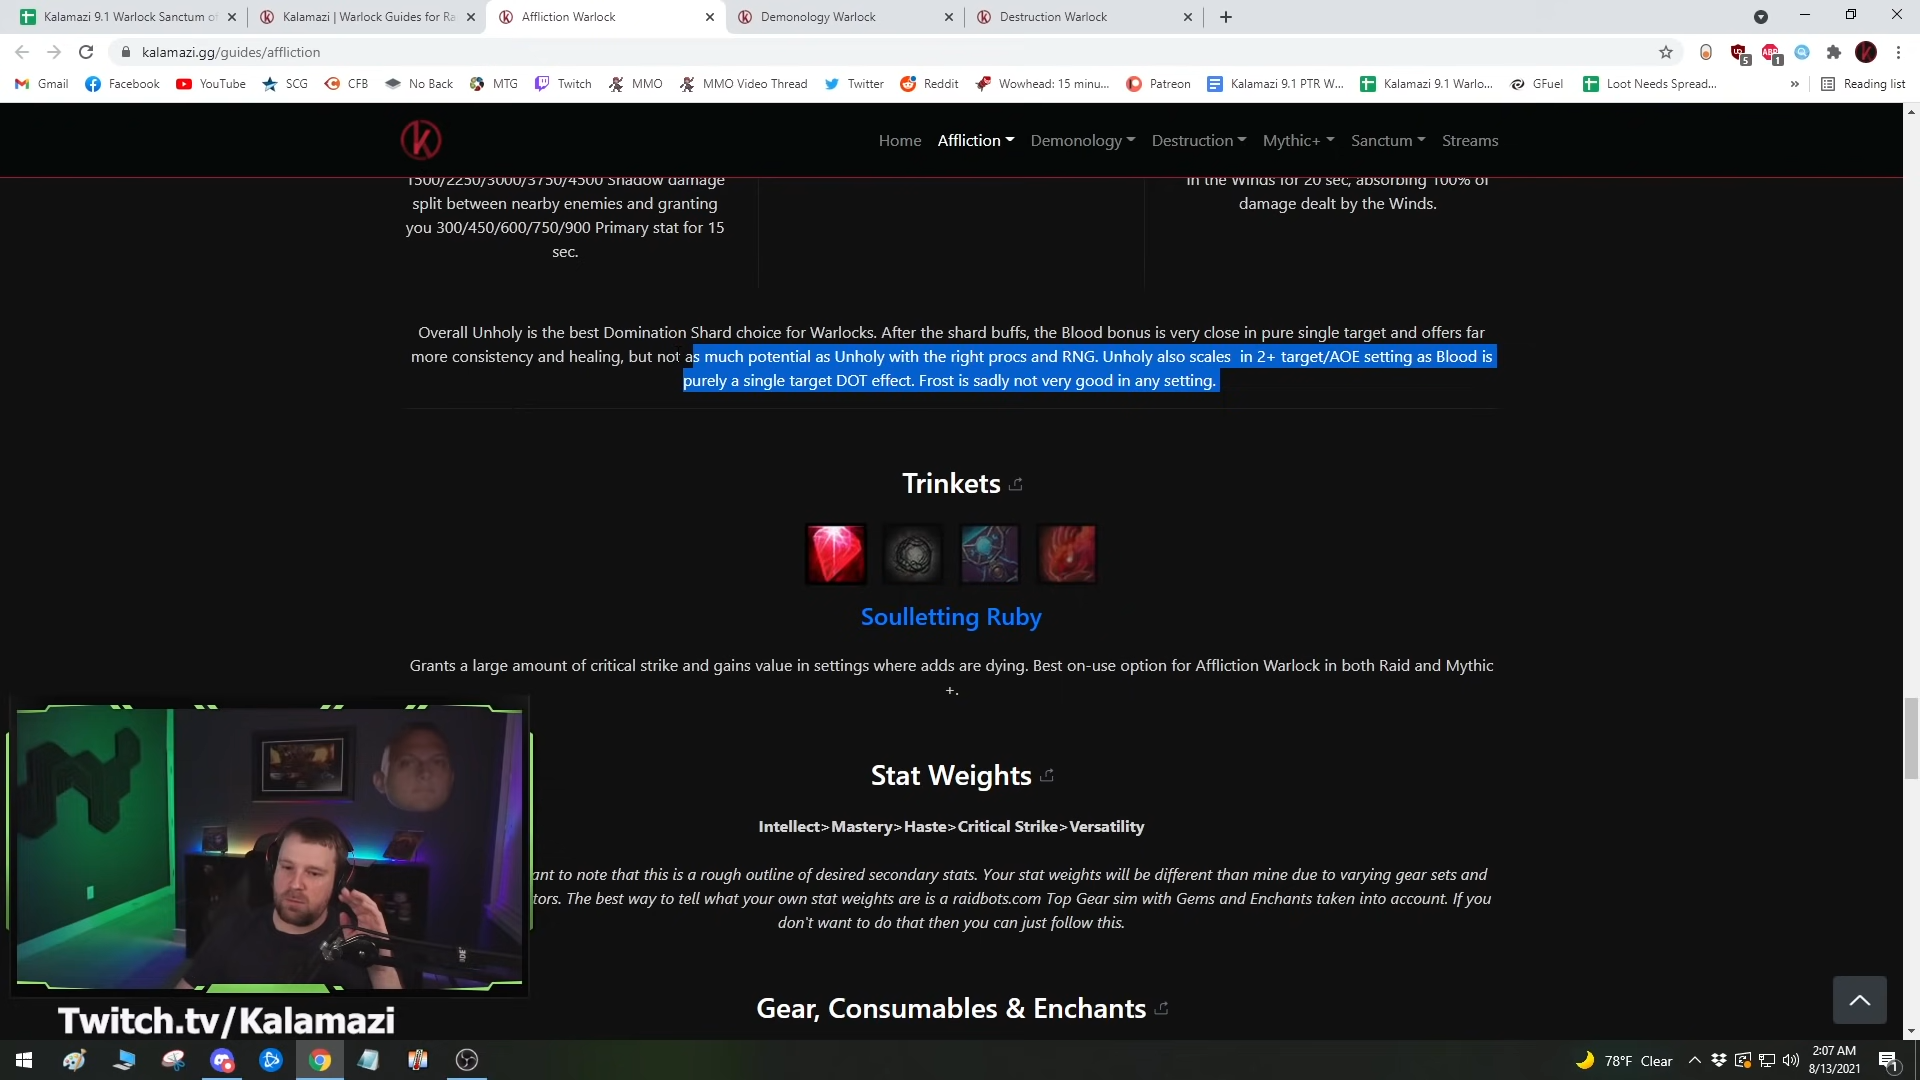 Kalamazi 9.1 Warlock Sanctum of
Kalamazi | Warlock Guides for Ra
Affliction Warlock
Demonology Warlock
Destruction Warlock
kalamazi.gg/guides/affliction
5
1
Gmail
Facebook
YouTube
SCG
CFB
No Back
MTG
Twitch
MMO
MMO Video Thread
Twitter
Reddit
Wowhead: 15 minu...
Patreon
Kalamazi 9.1 PTR W...
Kalamazi 9.1 Warlo...
GFuel
Loot Needs Spread...
»
Reading list
Home
Affliction
Demonology
Destruction
Mythic+
Sanctum
Streams
1500/2250/3000/3750/4500 Shadow damage
split between nearby enemies and granting
you 300/450/600/750/900 Primary stat for 15
sec.
in the Winds for 20 sec, absorbing 100% of
damage dealt by the Winds.
Overall Unholy is the best Domination Shard choice for Warlocks. After the shard buffs, the Blood bonus is very close in pure single target and offers far
more consistency and healing, but not as much potential as Unholy with the right procs and RNG. Unholy also scales in 2+ target/AOE setting as Blood is
purely a single target DOT effect. Frost is sadly not very good in any setting.
Trinkets
Soulletting Ruby
Grants a large amount of critical strike and gains value in settings where adds are dying. Best on-use option for Affliction Warlock in both Raid and Mythic
+.
Stat Weights
Intellect>Mastery>Haste>Critical Strike>Versatility
ant to note that this is a rough outline of desired secondary stats. Your stat weights will be different than mine due to varying gear sets and
tors. The best way to tell what your own stat weights are is a raidbots.com Top Gear sim with Gems and Enchants taken into account. If you
don't want to do that then you can just follow this.
Gear, Consumables & Enchants
Twitch.tv/Kalamazi
78°F Clear
2:07 AM
8/13/2021
1